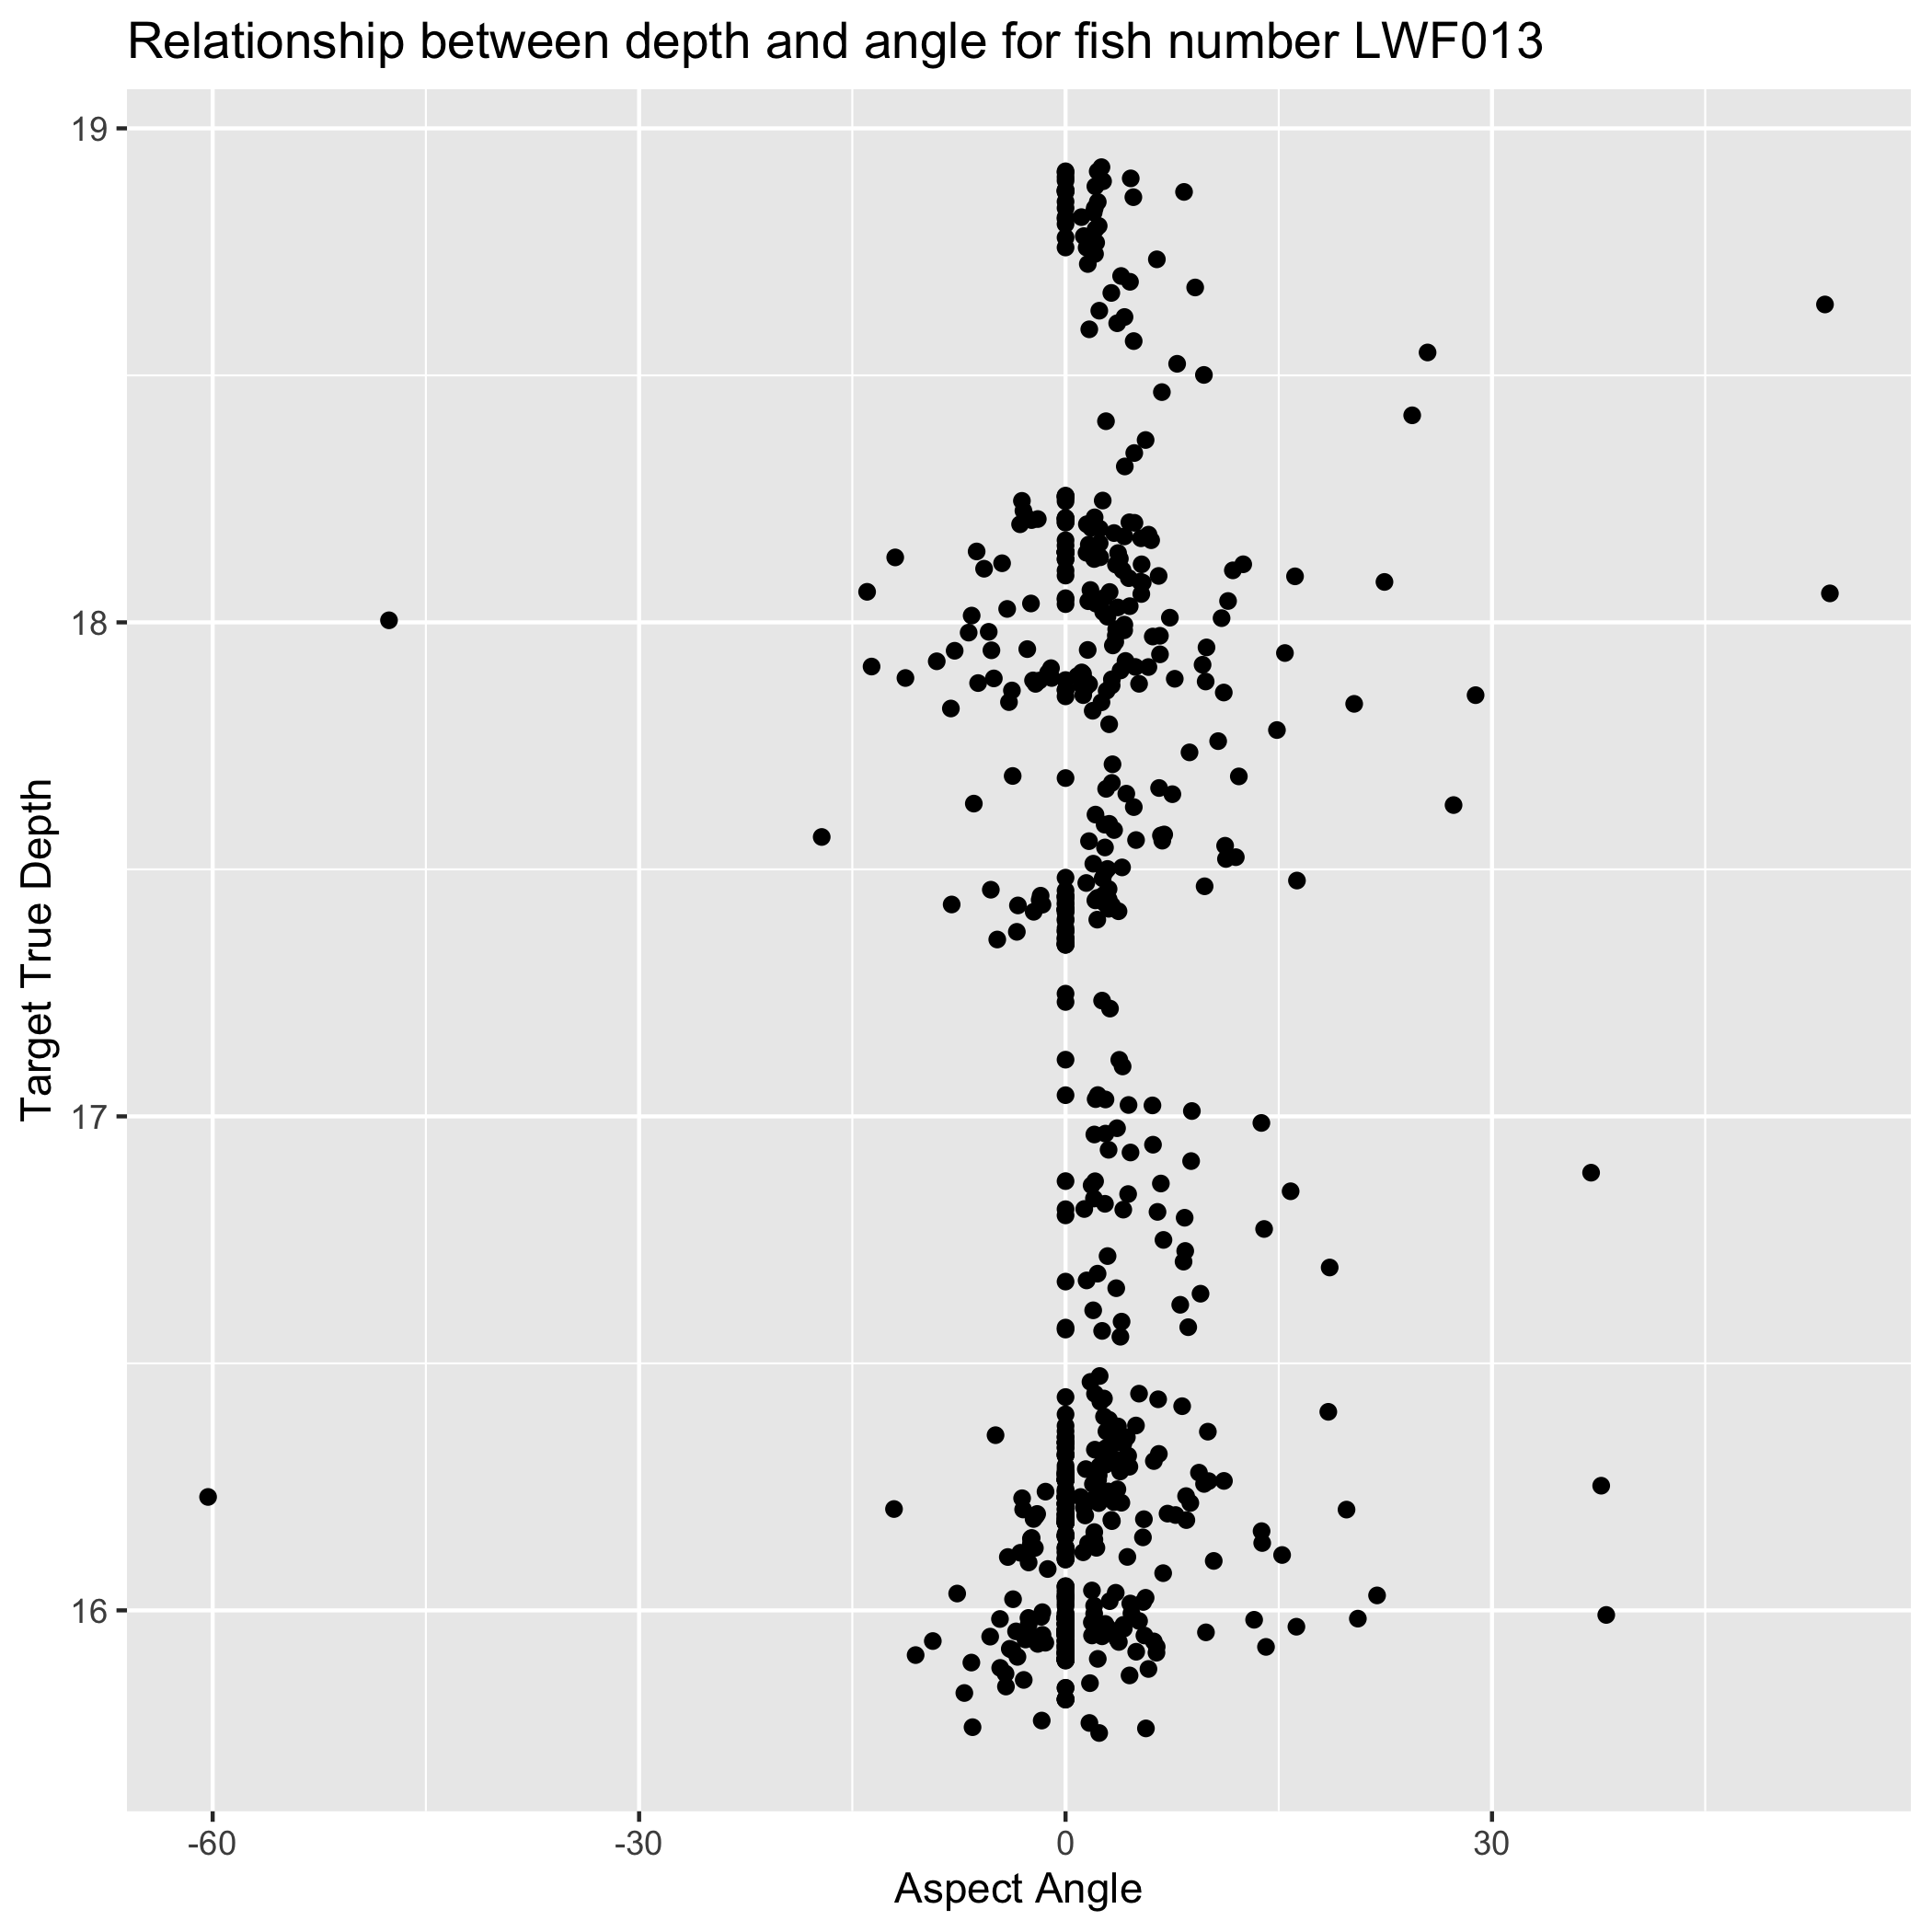 Relationship between depth and angle for fish number LWF013
19
18
17
16
Target True Depth
-60
-30
0
30
Aspect Angle